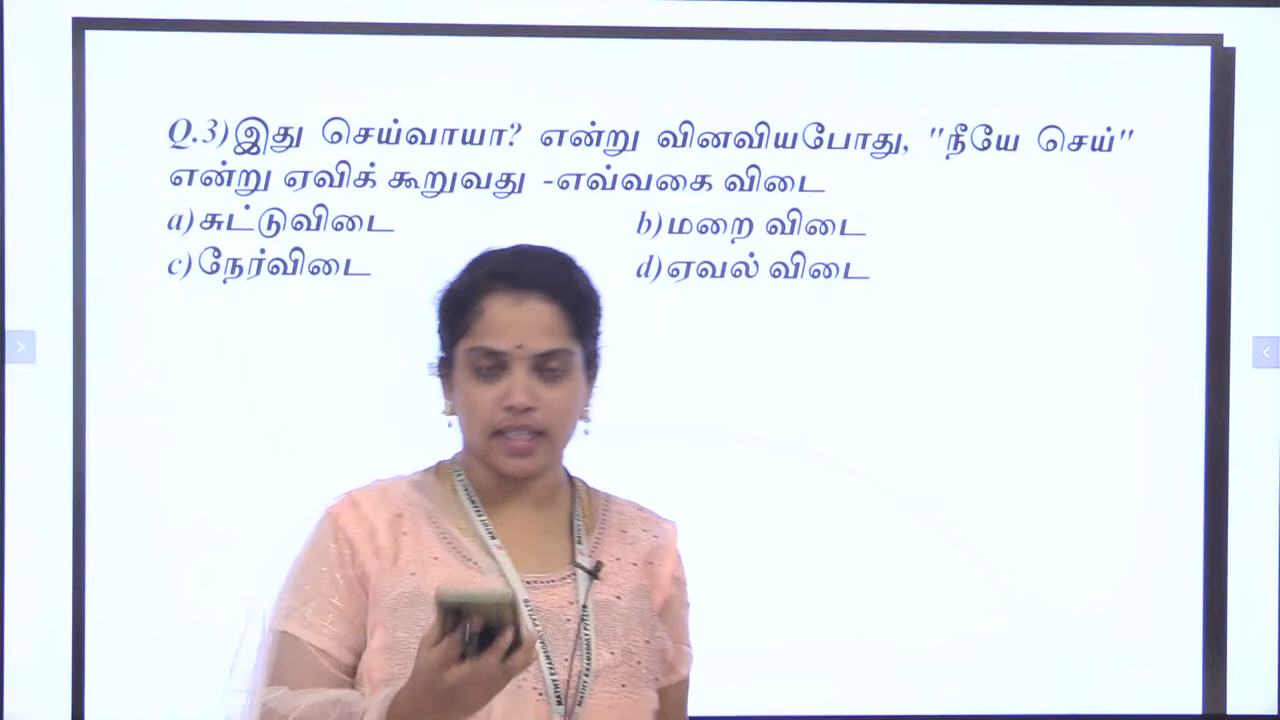 Q.3)இது செய்வாயா? என்று வினவியபோது, "நீயே செய்"
என்று ஏவிக் கூறுவது -எவ்வகை விடை
a)சுட்டுவிடை b)மறை விடை
c)நேர்விடை d)ஏவல் விடை